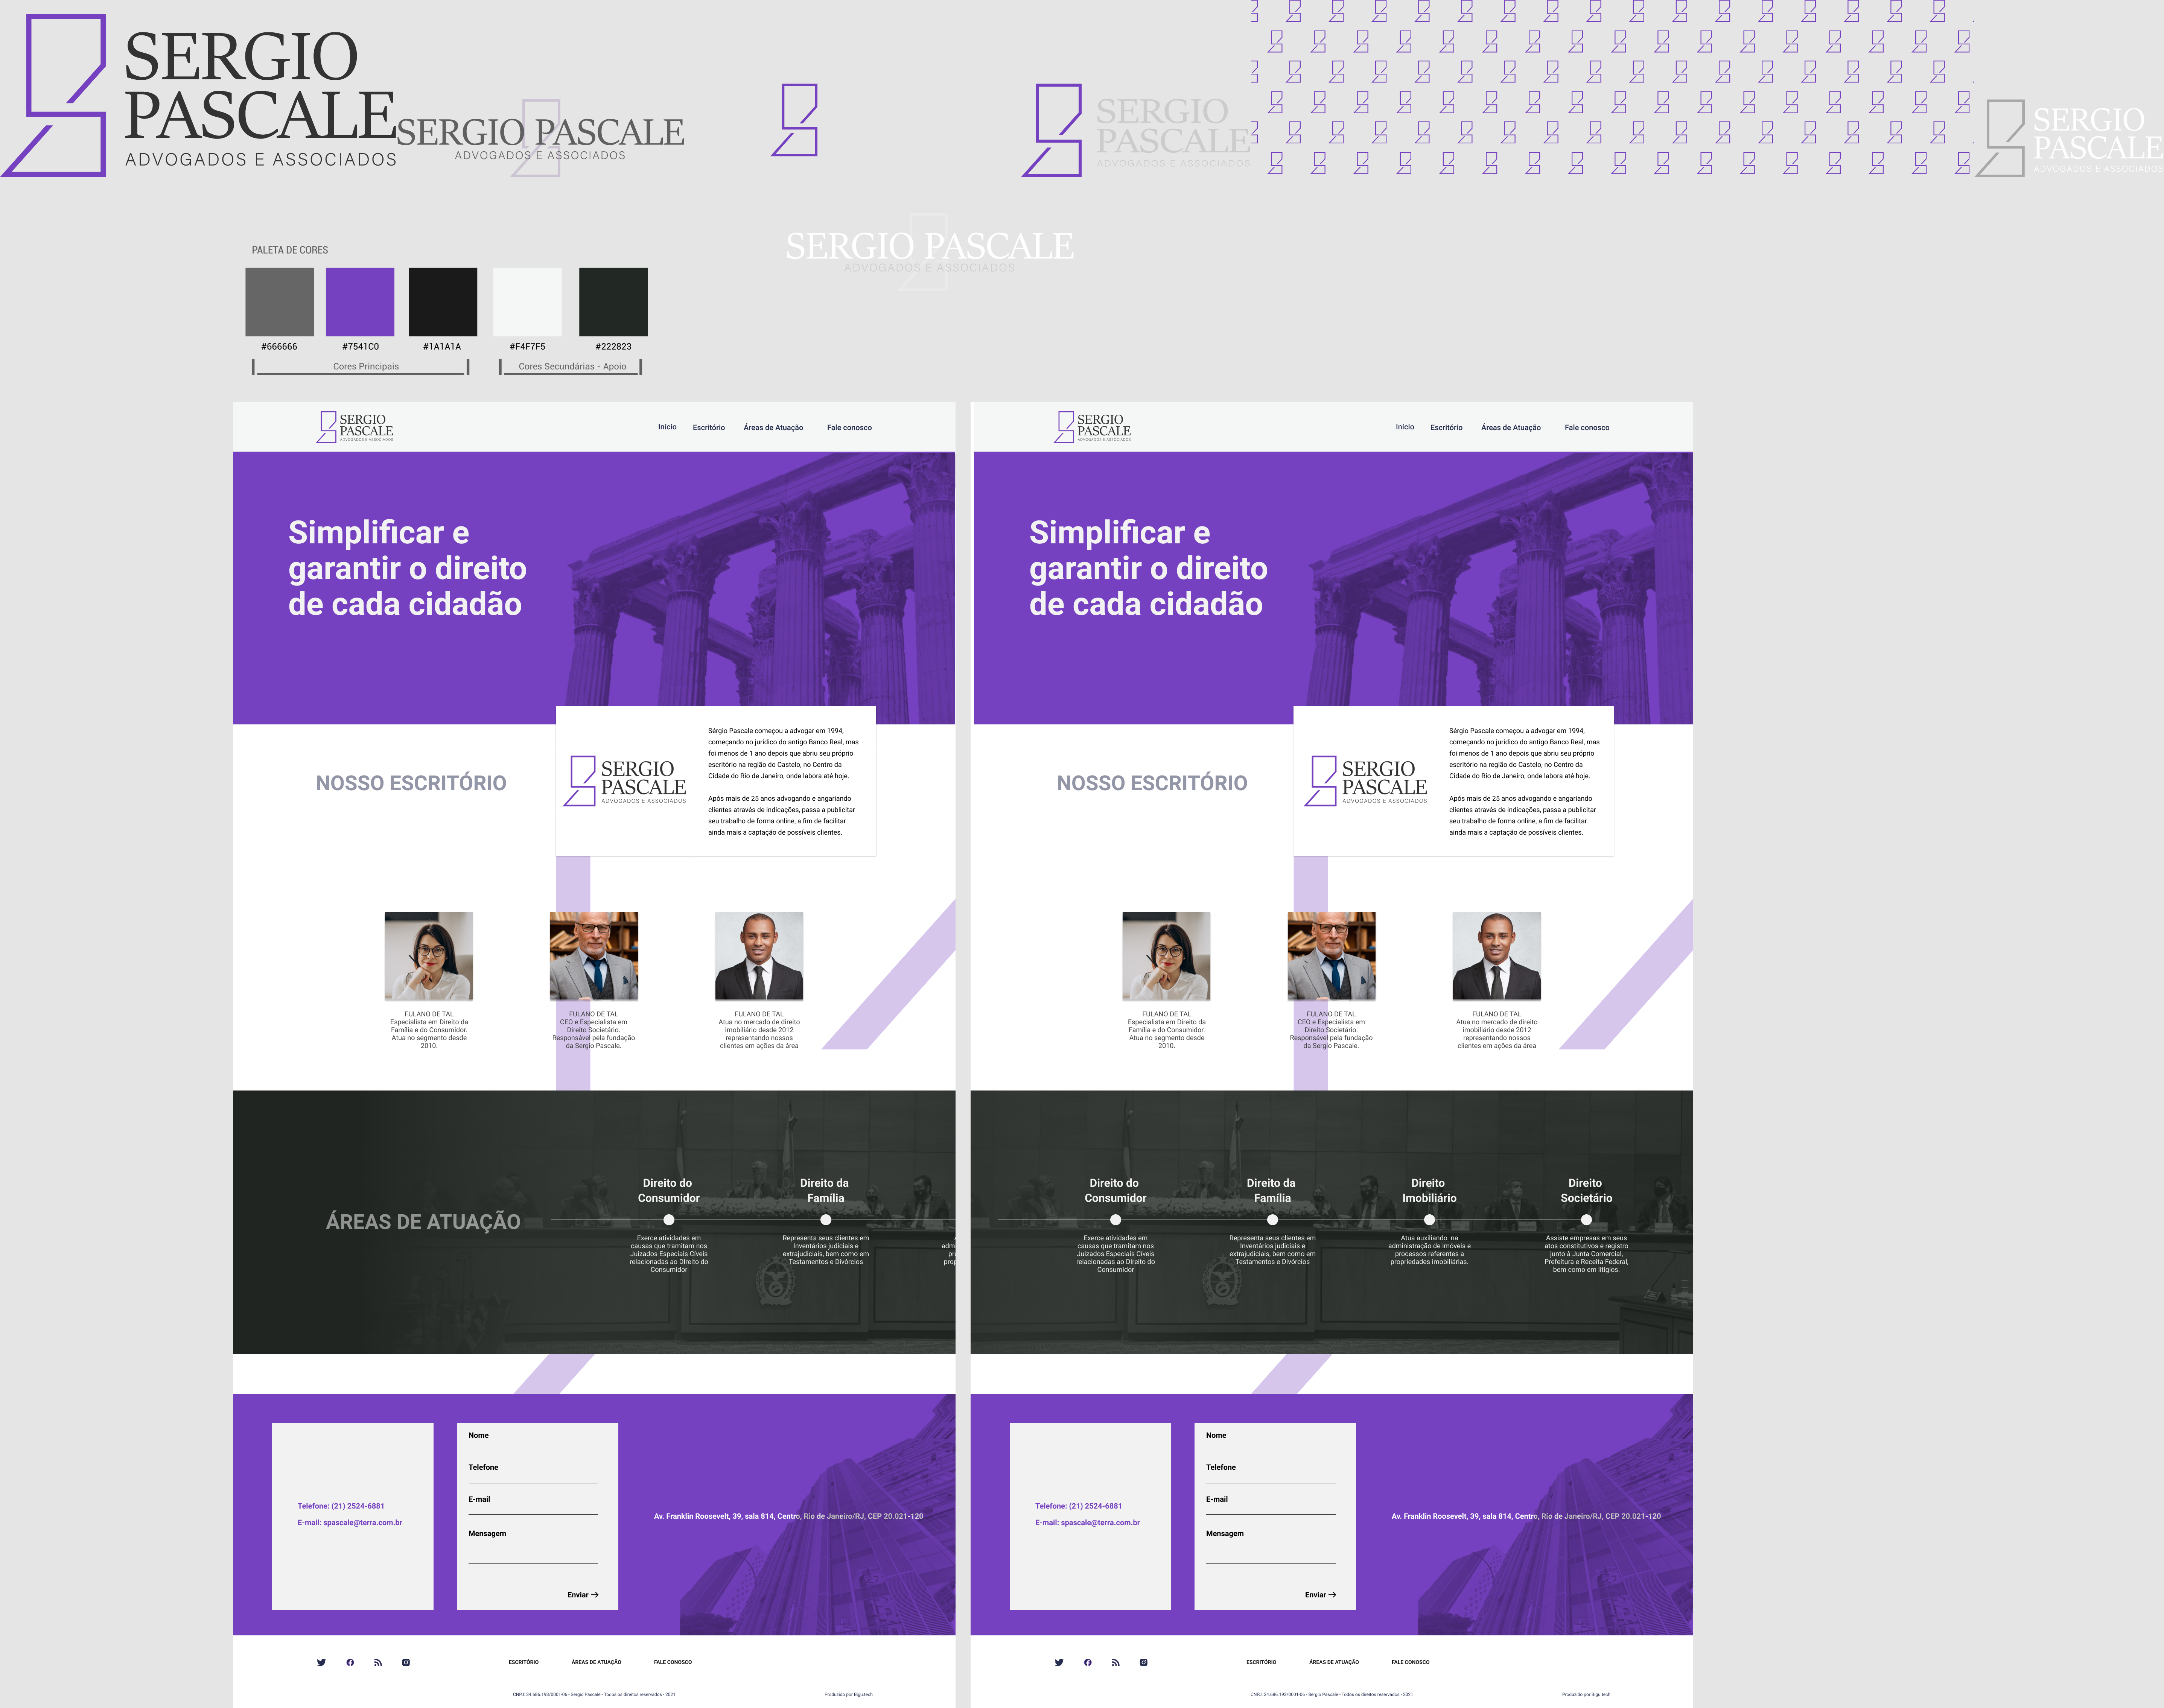 SERGIO
PASCALE
ADVOGADOS E ASSOCIADOS
SERGIO PASCALE
ADVOGADOS E ASSOCIADOS
SERGIO
PASCALE
ADVOGADOS E ASSOCIADOS
SERGIO
PASCALE
ADVOGADOS E ASSOCIADOS
SERGIO PASCALE
ADVOGADOS E ASSOCIADOS
PALETA DE CORES
#666666
#7541C0
#1A1A1A
#F4F7F5
#222823
Cores Principais
Cores Secundárias - Apoio
SERGIO
PASCALE
ADVOGADOS E ASSOCIADOS
Início
Escritório
Áreas de Atuação
Fale conosco
Simplificar e
garantir o direito
de cada cidadão
NOSSO ESCRITÓRIO
SERGIO
PASCALE
ADVOGADOS E ASSOCIADOS
Sérgio Pascale começou a advogar em 1994,
começando no jurídico do antigo Banco Real, mas
foi menos de 1 ano depois que abriu seu próprio
escritório na região do Castelo, no Centro da
Cidade do Rio de Janeiro, onde labora até hoje.
Após mais de 25 anos advogando e angariando
clientes através de indicações, passa a publicitar
seu trabalho de forma online, a fim de facilitar
ainda mais a captação de possíveis clientes.
FULANO DE TAL
Especialista em Direito da
Família e do Consumidor.
Atua no segmento desde
2010.
FULANO DE TAL
CEO e Especialista em
Direito Societário.
Responsável pela fundação
da Sergio Pascale.
FULANO DE TAL
Atua no mercado de direito
imobiliário desde 2012
representando nossos
clientes em ações da área
ÁREAS DE ATUAÇÃO
Direito do
Consumidor
Exerce atividades em
causas que tramitam nos
Juizados Especiais Cíveis
relacionadas ao DIreito do
Consumidor
Direito da
Família
Representa seus clientes em
Inventários judiciais e
extrajudiciais, bem como em
Testamentos e Divórcios
A
adm
pr
prop
Telefone: (21) 2524-6881
E-mail: spascale@terra.com.br
Nome
Telefone
E-mail
Mensagem
Enviar
Av. Franklin Roosevelt, 39, sala 814, Centro, Rio de Janeiro/RJ, CEP 20.021-120
ESCRITÓRIO
ÁREAS DE ATUAÇÃO
FALE CONOSCO
CNPJ: 34.686.193/0001-06 - Sergio Pascale - Todos os direitos reservados - 2021
Produzido por Bigu.tech
SERGIO
PASCALE
ADVOGADOS E ASSOCIADOS
Início
Escritório
Áreas de Atuação
Fale conosco
Simplificar e
garantir o direito
de cada cidadão
NOSSO ESCRITÓRIO
SERGIO
PASCALE
ADVOGADOS E ASSOCIADOS
Sérgio Pascale começou a advogar em 1994,
começando no jurídico do antigo Banco Real, mas
foi menos de 1 ano depois que abriu seu próprio
escritório na região do Castelo, no Centro da
Cidade do Rio de Janeiro, onde labora até hoje.
Após mais de 25 anos advogando e angariando
clientes através de indicações, passa a publicitar
seu trabalho de forma online, a fim de facilitar
ainda mais a captação de possíveis clientes.
FULANO DE TAL
Especialista em Direito da
Família e do Consumidor.
Atua no segmento desde
2010.
FULANO DE TAL
CEO e Especialista em
Direito Societário.
Responsável pela fundação
da Sergio Pascale.
FULANO DE TAL
Atua no mercado de direito
imobiliário desde 2012
representando nossos
clientes em ações da área
Direito do
Consumidor
Exerce atividades em
causas que tramitam nos
Juizados Especiais Cíveis
relacionadas ao DIreito do
Consumidor
Direito da
Família
Representa seus clientes em
Inventários judiciais e
extrajudiciais, bem como em
Testamentos e Divórcios
Direito
Imobiliário
Atua auxiliando na
administração de imóveis e
processos referentes a
propriedades imobiliárias.
Direito
Societário
Assiste empresas em seus
atos constitutivos e registro
junto à Junta Comercial,
Prefeitura e Receita Federal,
bem como em litígios.
Telefone: (21) 2524-6881
E-mail: spascale@terra.com.br
Nome
Telefone
E-mail
Mensagem
Enviar
Av. Franklin Roosevelt, 39, sala 814, Centro, Rio de Janeiro/RJ, CEP 20.021-120
ESCRITÓRIO
ÁREAS DE ATUAÇÃO
FALE CONOSCO
CNPJ: 34.686.193/0001-06 - Sergio Pascale - Todos os direitos reservados - 2021
Produzido por Bigu.tech